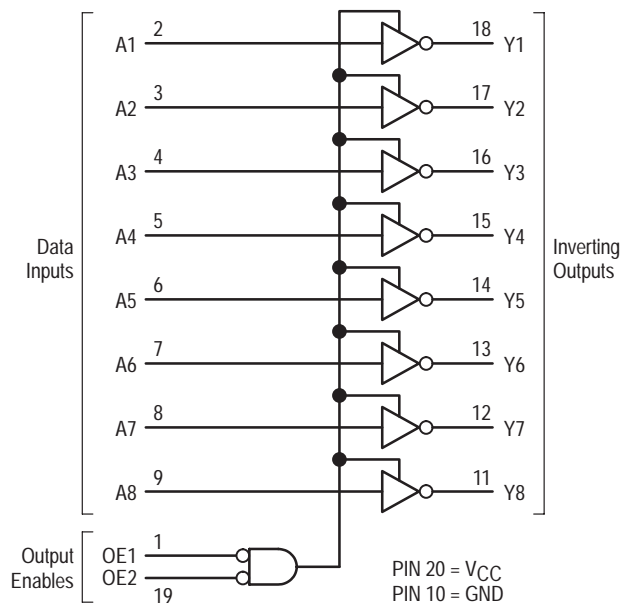 A1 2 18 Y1
A2 3 17 Y2
A3 4 16 Y3
A4 5 15 Y4
Data
Inputs
Inverting
Outputs
A5 6 14 Y5
A6 7 13 Y6
A7 8 12 Y7
A8 9 11 Y8
Output
Enables
OE1 1
OE2 19
PIN 20 = VCC
PIN 10 = GND